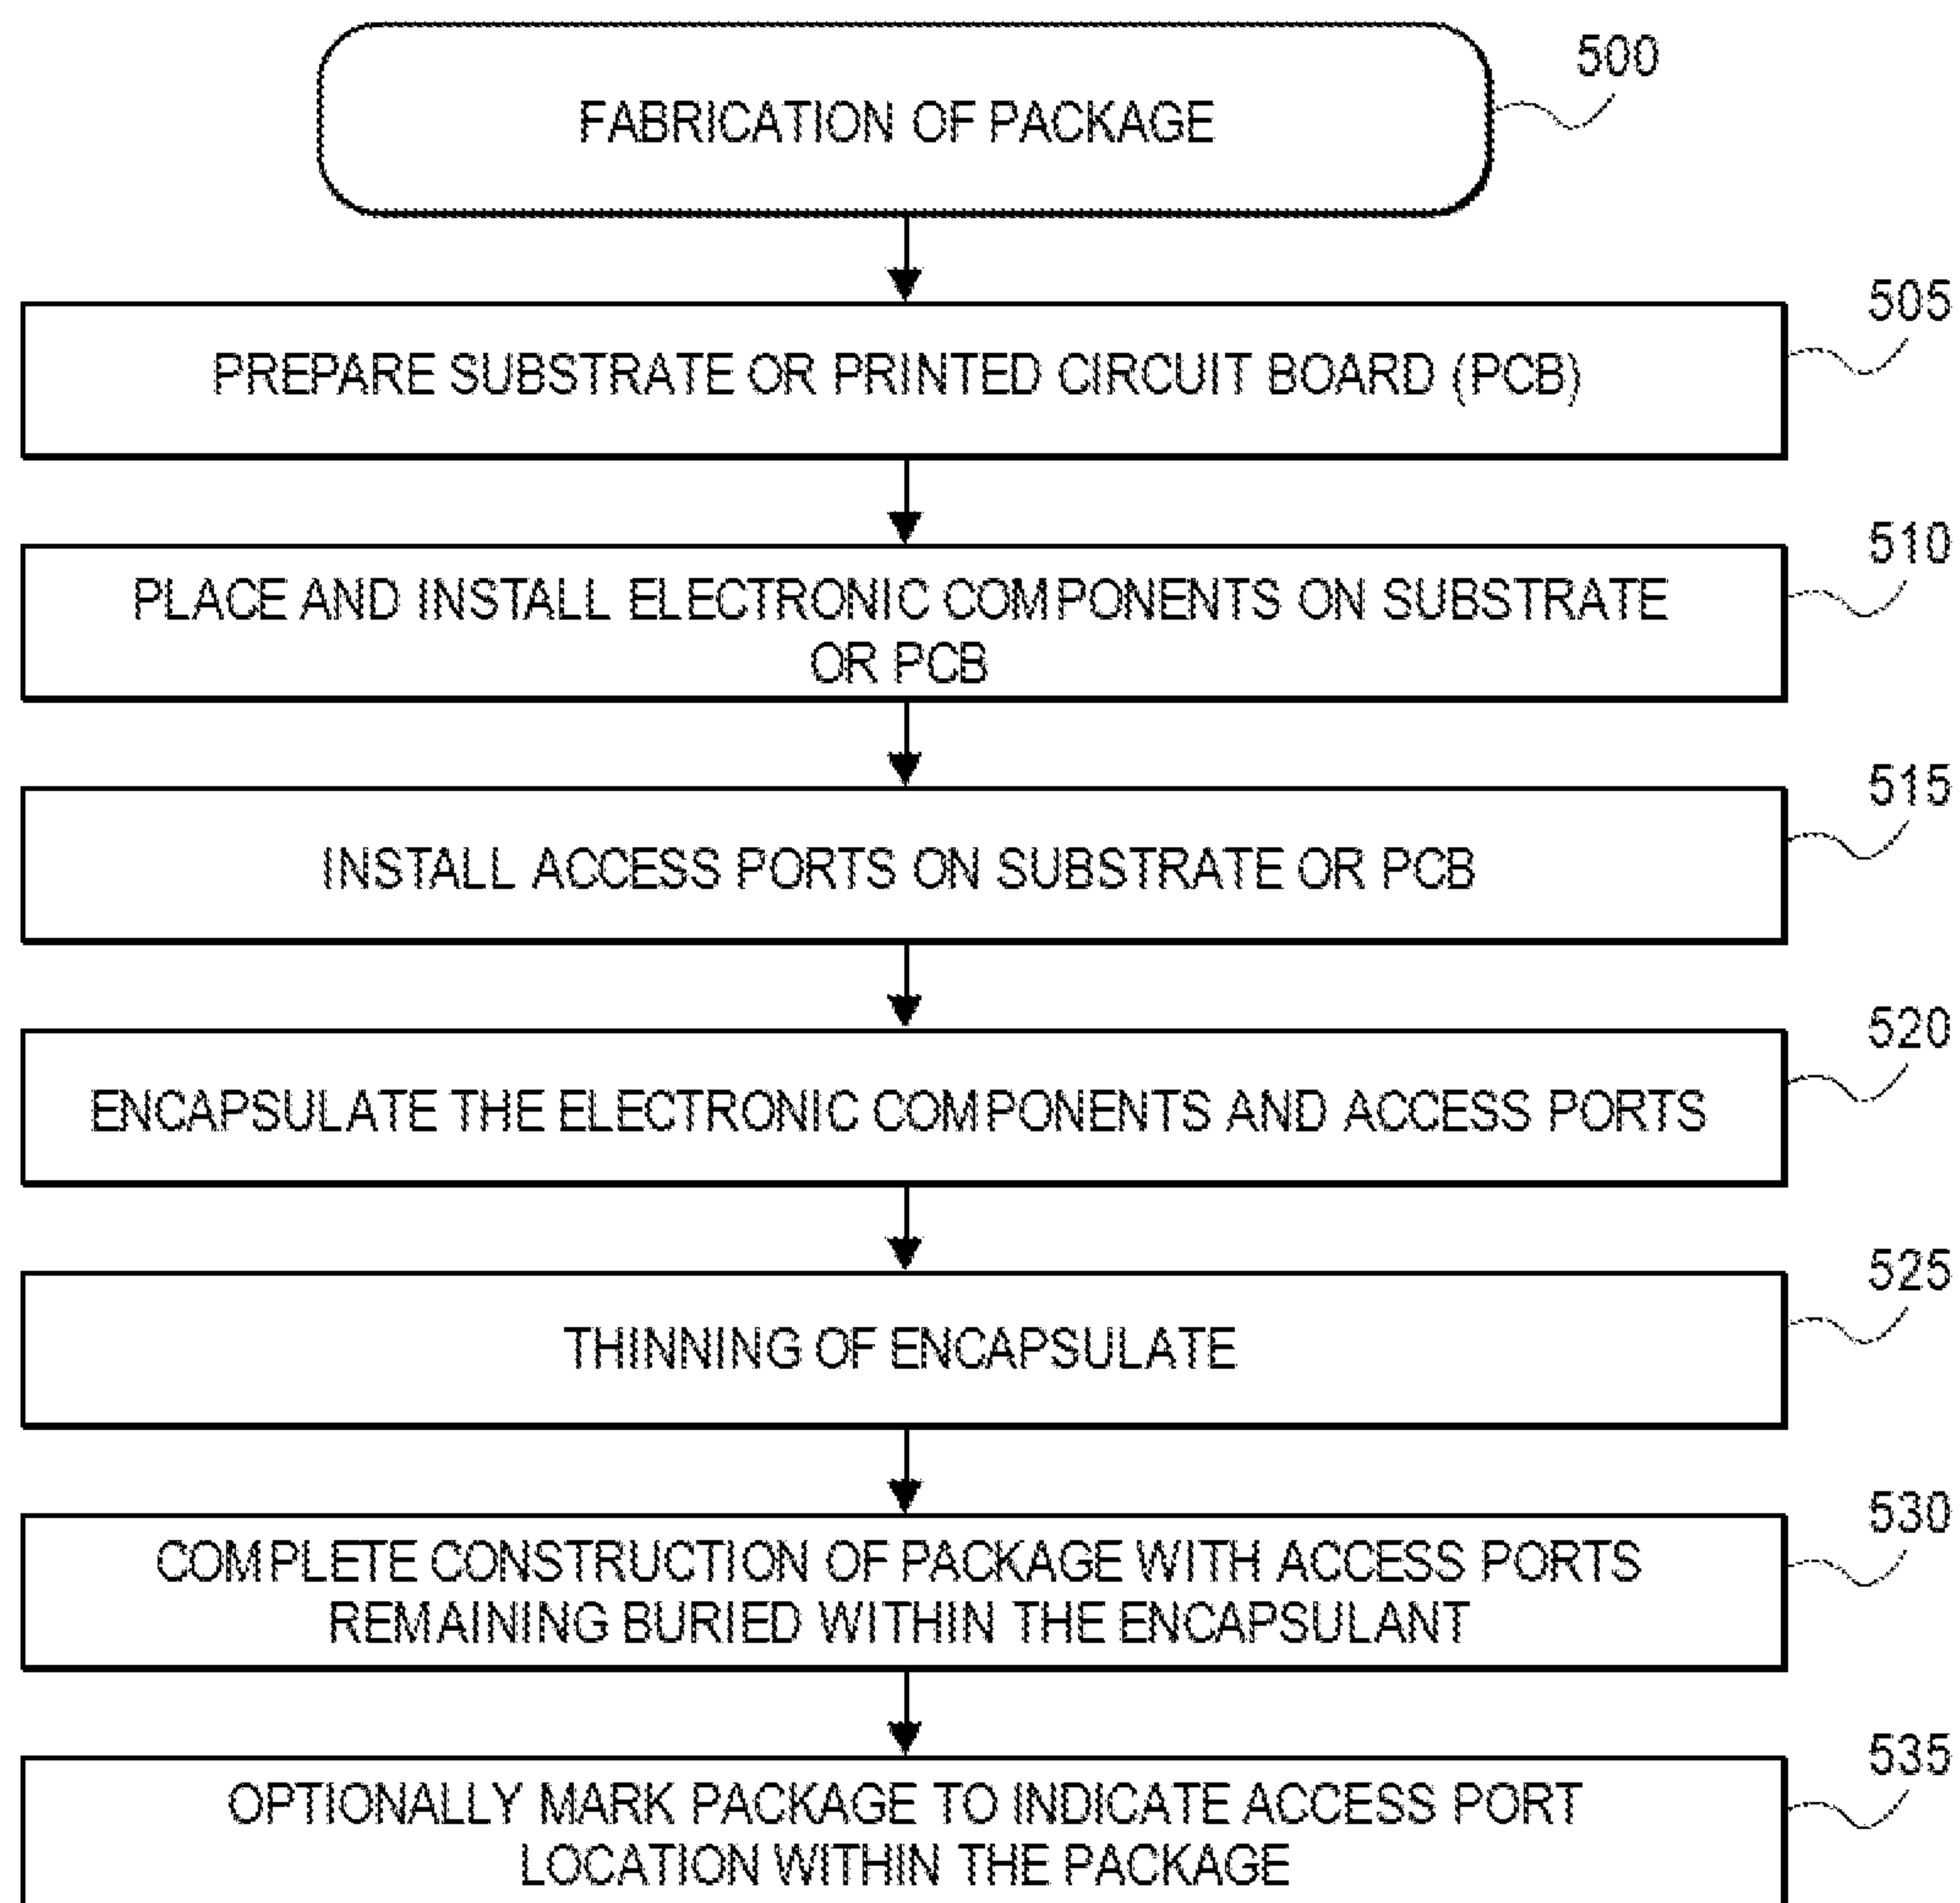 FABRICATION OF PACKAGE
500
PREPARE SUBSTRATE OR PRINTED CIRCUIT BOARD (PCB)
505
PLACE AND INSTALL ELECTRONIC COMPONENTS ON SUBSTRATE
OR PCB
510
INSTALL ACCESS PORTS ON SUBSTRATE OR PCB
515
ENCAPSULATE THE ELECTRONIC COMPONENTS AND ACCESS PORTS
520
THINNING OF ENCAPSULATE
525
COMPLETE CONSTRUCTION OF PACKAGE WITH ACCESS PORTS
REMAINING BURIED WITHIN THE ENCAPSULANT
530
OPTIONALLY MARK PACKAGE TO INDICATE ACCESS PORT
LOCATION WITHIN THE PACKAGE
535